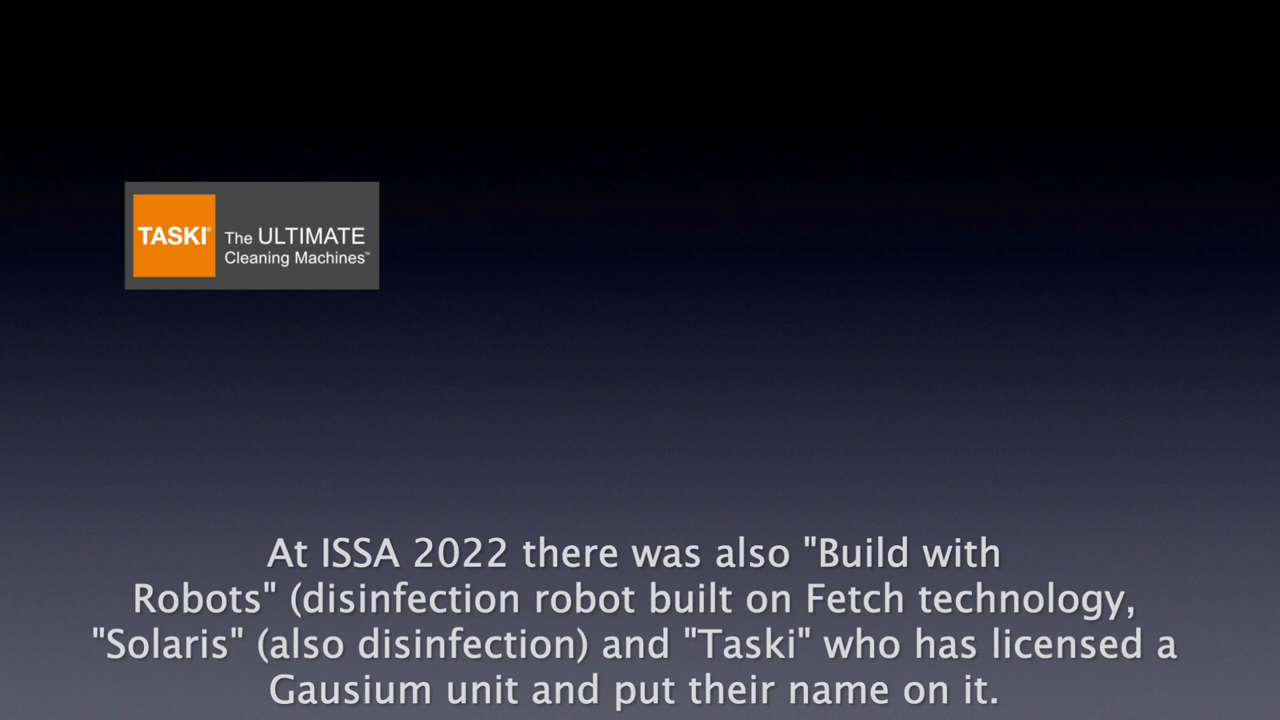 TASKI®
The ULTIMATE
Cleaning Machines™
At ISSA 2022 there was also "Build with
Robots" (disinfection robot built on Fetch technology,
"Solaris" (also disinfection) and "Taski" who has licensed a
Gausium unit and put their name on it.